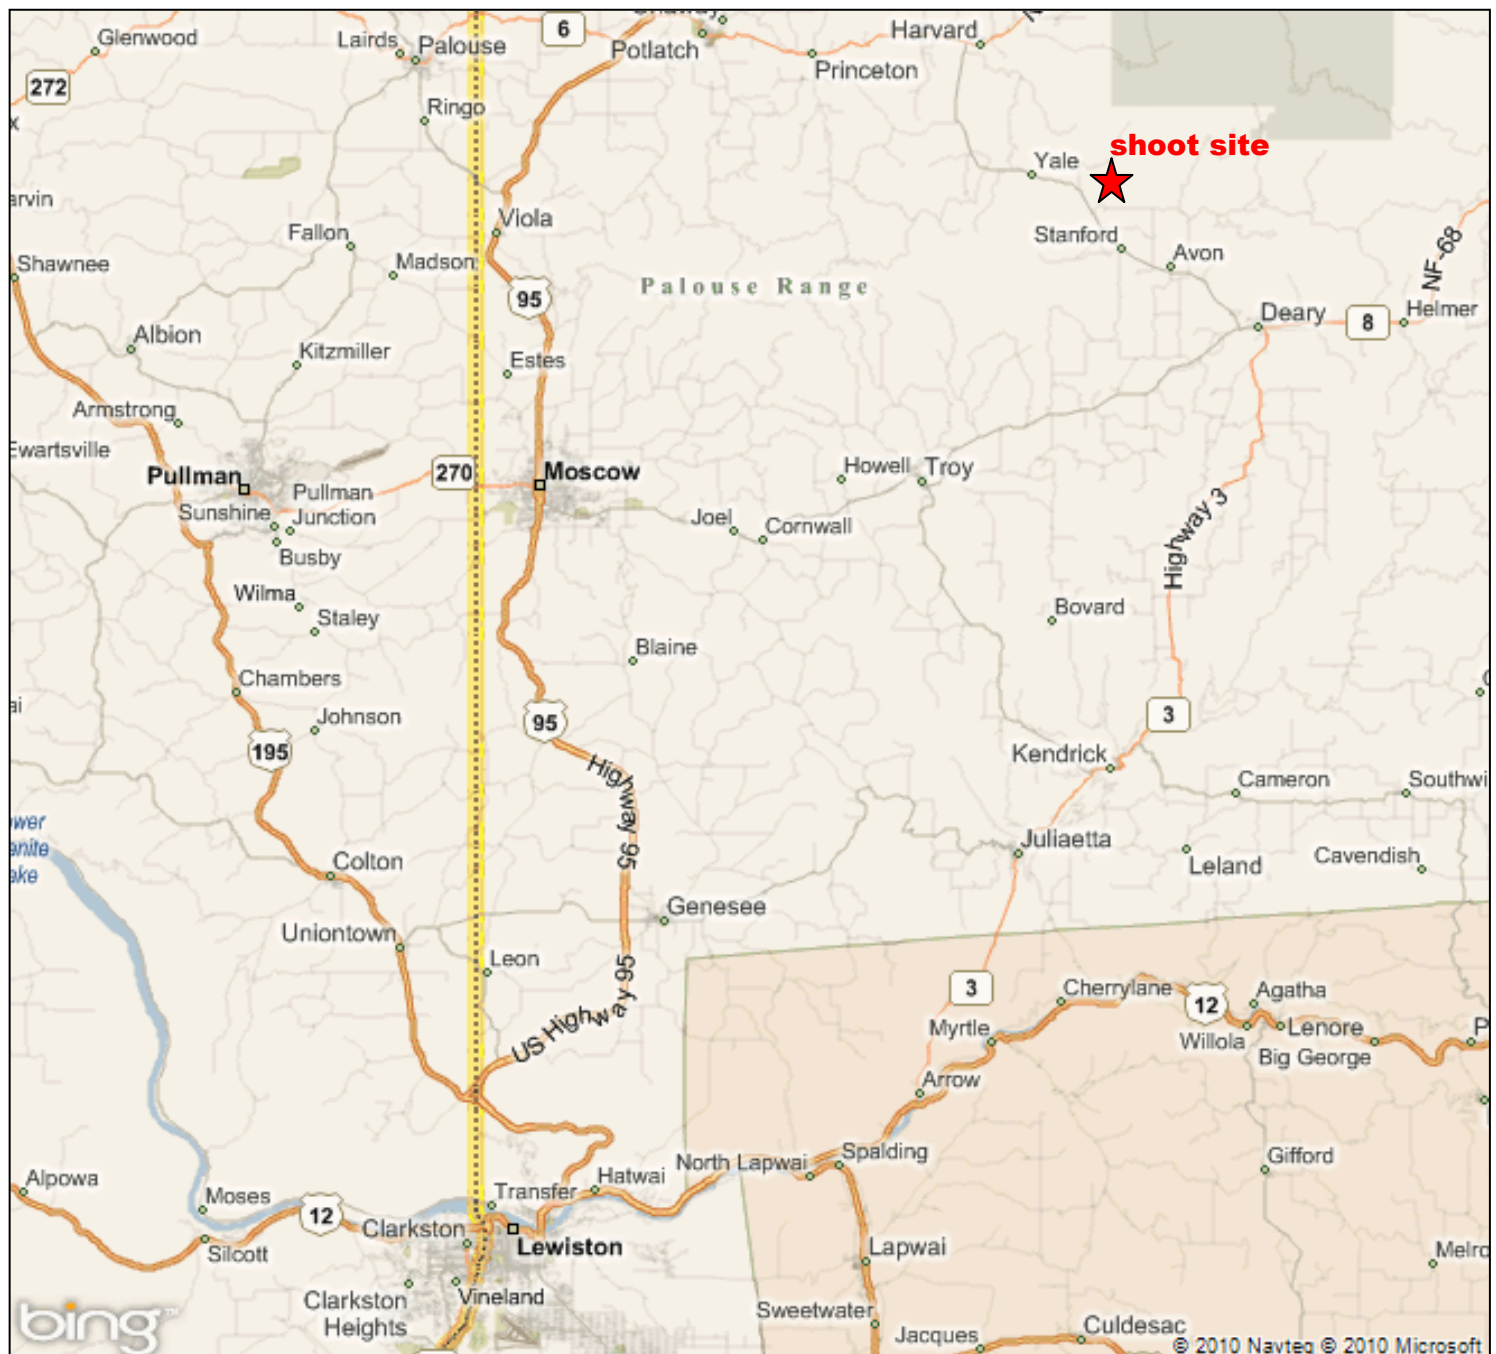 Glenwood
Lairds
Palouse
6
Potlatch
Harvard
Princeton
272
Ringo
shoot site
Yale
Viola
Fallon
Stanford
Avon
NF-68
Shawnee
Madson
Palouse Range
95
Deary
8
Helmer
Albion
Kitzmiller
Estes
Armstrong
Ewartsville
Pullman
270
Moscow
Howell
Troy
Pullman
Junction
Sunshine
Joel
Cornwall
Highway 3
Busby
Wilma
Staley
Bovard
Blaine
Chambers
Johnson
95
3
195
Kendrick
Highway 95
Cameron
Juliaetta
Colton
Leland
Cavendish
Genesee
Uniontown
Leon
US Highway 95
3
Cherrylane
12
Agatha
Myrtle
Willola
Lenore
Big George
Arrow
Spalding
North Lapwai
Gifford
Alpowa
Hatwai
Transfer
Moses
12
Clarkston
Lewiston
Silcott
Lapwai
Vineland
Clarkston
Heights
Sweetwater
Jacques
Culdesac
bing™
© 2010 Navteq © 2010 Microsoft